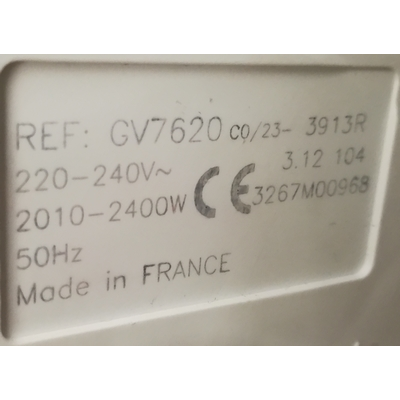 REF: GV7620 C0/23- 3913R
220-240V~ 3.12 104
2010-2400W CE 3267M00968
50Hz
Made in FRANCE